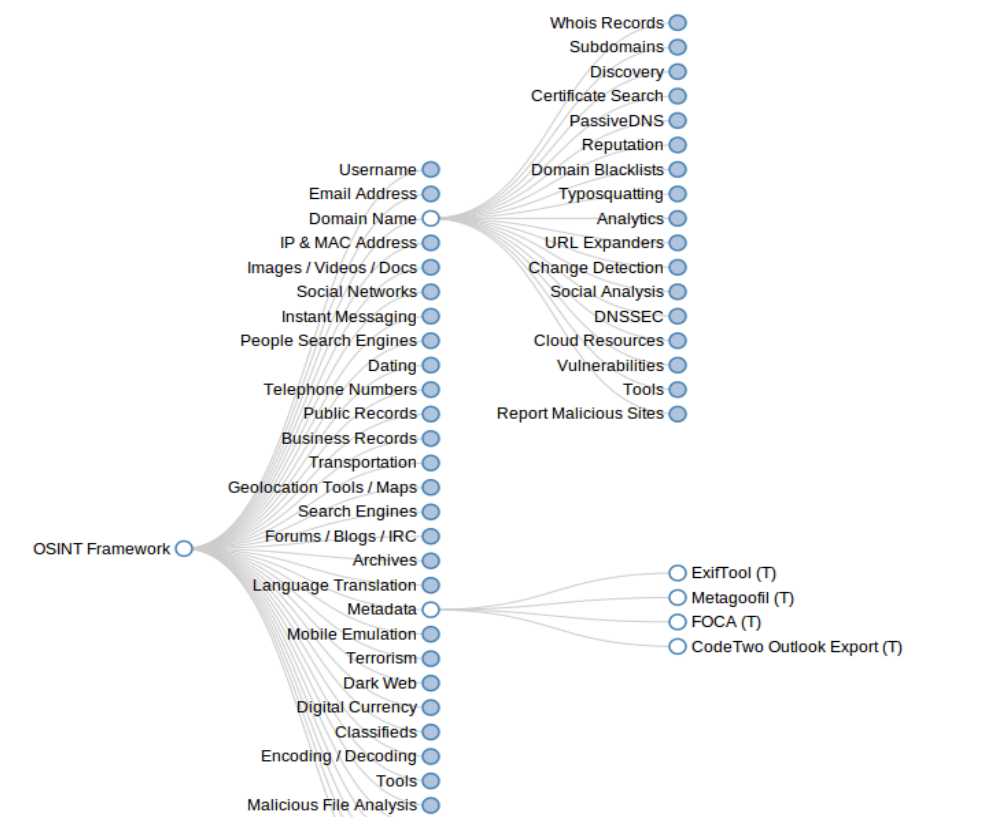 OSINT Framework
Username
Email Address
Domain Name
IP & MAC Address
Images / Videos / Docs
Social Networks
Instant Messaging
People Search Engines
Dating
Telephone Numbers
Public Records
Business Records
Transportation
Geolocation Tools / Maps
Search Engines
Forums / Blogs / IRC
Archives
Language Translation
Metadata
Mobile Emulation
Terrorism
Dark Web
Digital Currency
Classifieds
Encoding / Decoding
Tools
Malicious File Analysis
Whois Records
Subdomains
Discovery
Certificate Search
PassiveDNS
Reputation
Domain Blacklists
Typosquatting
Analytics
URL Expanders
Change Detection
Social Analysis
DNSSEC
Cloud Resources
Vulnerabilities
Tools
Report Malicious Sites
ExifTool (T)
Metagoofil (T)
FOCA (T)
CodeTwo Outlook Export (T)